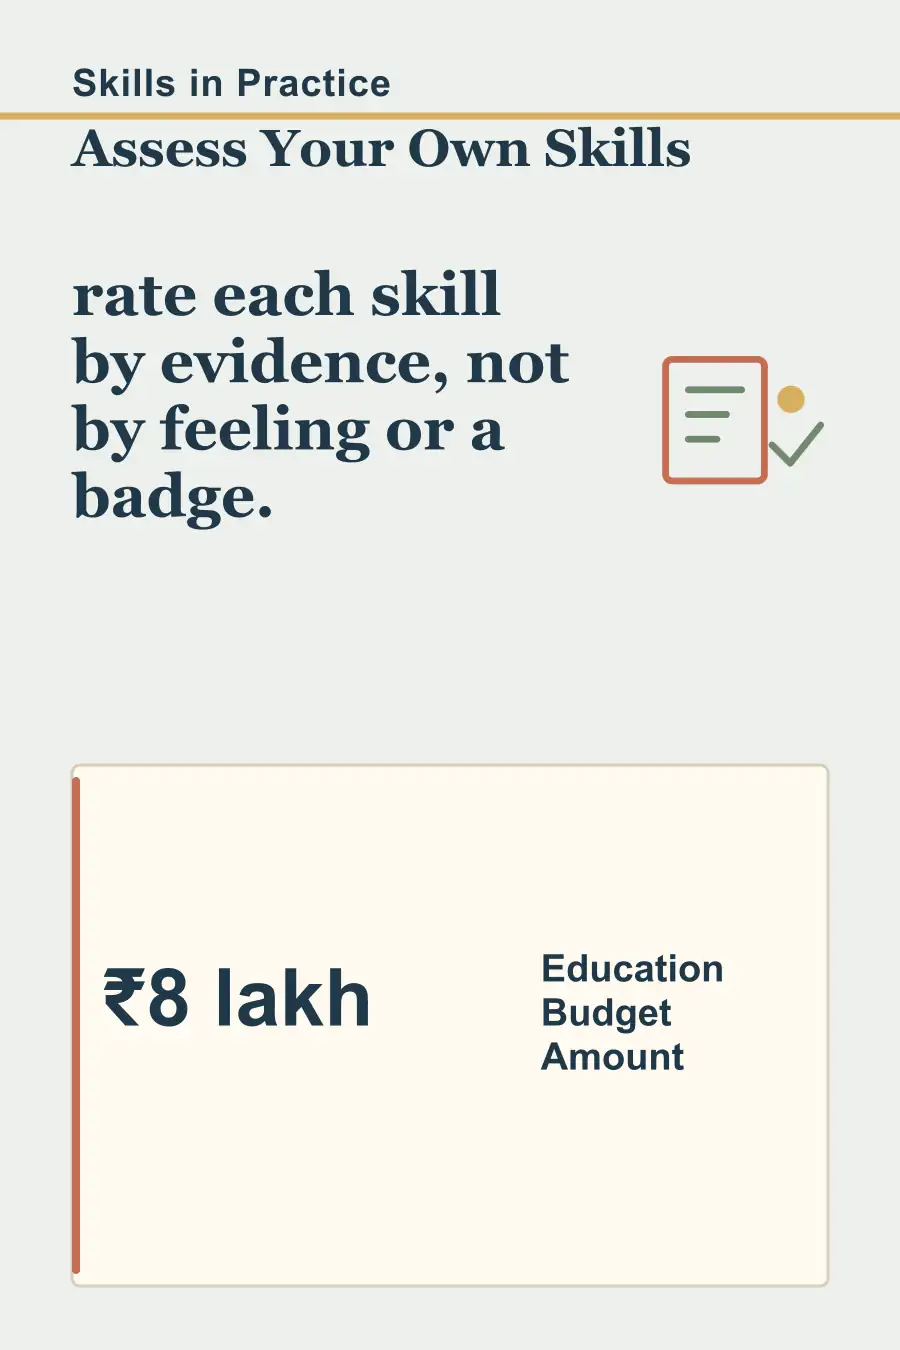 Skills in Practice
Assess Your Own Skills
rate each skill
by evidence, not
by feeling or a
badge.
₹8 lakh
Education
Budget
Amount